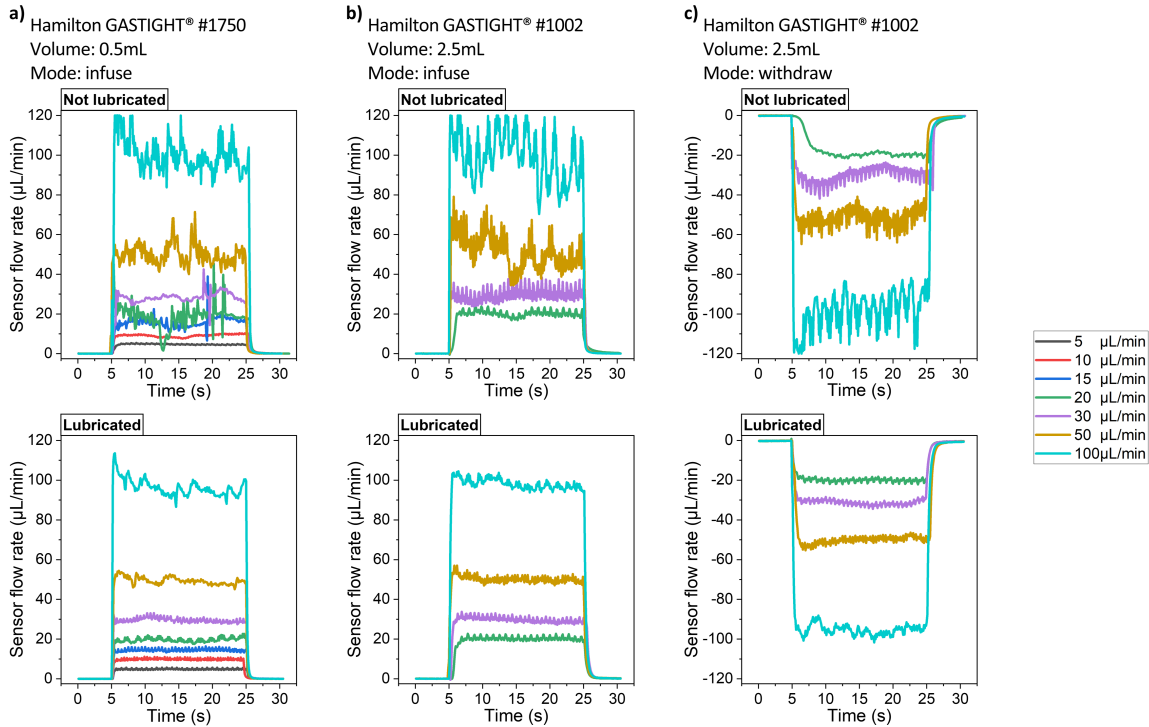 a)
Hamilton GASTIGHT® #1750
Volume: 0.5mL
Mode: infuse
Not lubricated
120
100
80
60
40
20
0
Sensor flow rate (µL/min)
0 5 10 15 20 25 30
Time (s)
Lubricated
120
100
80
60
40
20
0
Sensor flow rate (µL/min)
0 5 10 15 20 25 30
Time (s)
b)
Hamilton GASTIGHT® #1002
Volume: 2.5mL
Mode: infuse
Not lubricated
120
100
80
60
40
20
0
Sensor flow rate (µL/min)
0 5 10 15 20 25 30
Time (s)
Lubricated
120
100
80
60
40
20
0
Sensor flow rate (µL/min)
0 5 10 15 20 25 30
Time (s)
c)
Hamilton GASTIGHT® #1002
Volume: 2.5mL
Mode: withdraw
Not lubricated
0
-20
-40
-60
-80
-100
-120
Sensor flow rate (µL/min)
0 5 10 15 20 25 30
Time (s)
Lubricated
0
-20
-40
-60
-80
-100
-120
Sensor flow rate (µL/min)
0 5 10 15 20 25 30
Time (s)
5 µL/min
10 µL/min
15 µL/min
20 µL/min
30 µL/min
50 µL/min
100µL/min